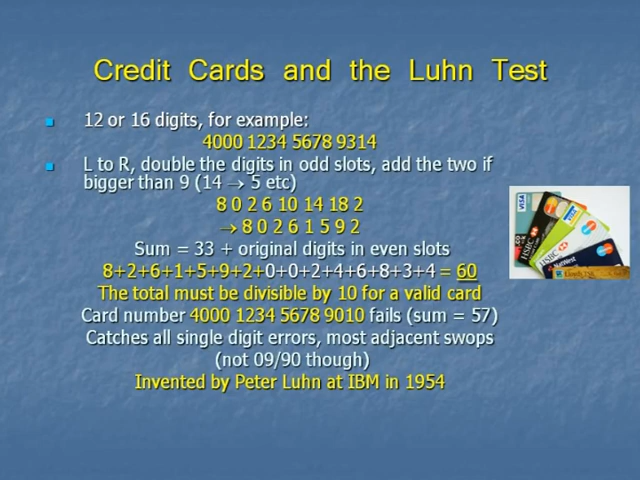 Credit Cards and the Luhn Test
12 or 16 digits, for example:
4000 1234 5678 9314
L to R, double the digits in odd slots, add the two if
bigger than 9 (14 → 5 etc)
8 0 2 6 10 14 18 2
→ 8 0 2 6 1 5 9 2
Sum = 33 + original digits in even slots
8+2+6+1+5+9+2+0+0+2+4+6+8+3+4 = 60
The total must be divisible by 10 for a valid card
Card number 4000 1234 5678 9010 fails (sum = 57)
Catches all single digit errors, most adjacent swops
(not 09/90 though)
Invented by Peter Luhn at IBM in 1954
VISA
HSBC
HSBC
NatWest